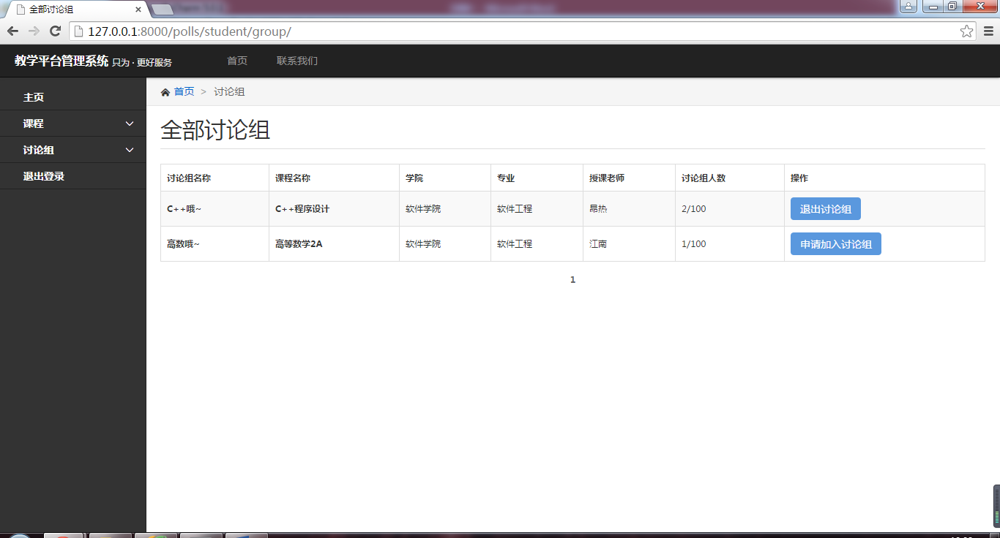 全部讨论组
127.0.0.1:8000/polls/student/group/
教学平台管理系统 只为 · 更好服务 首页 联系我们
主页
课程
讨论组
退出登录
首页 > 讨论组
全部讨论组
讨论组名称 课程名称 学院 专业 授课老师 讨论组人数 操作
C++哦~ C++程序设计 软件学院 软件工程 昂热 2/100 退出讨论组
高数哦~ 高等数学2A 软件学院 软件工程 江南 1/100 申请加入讨论组
1